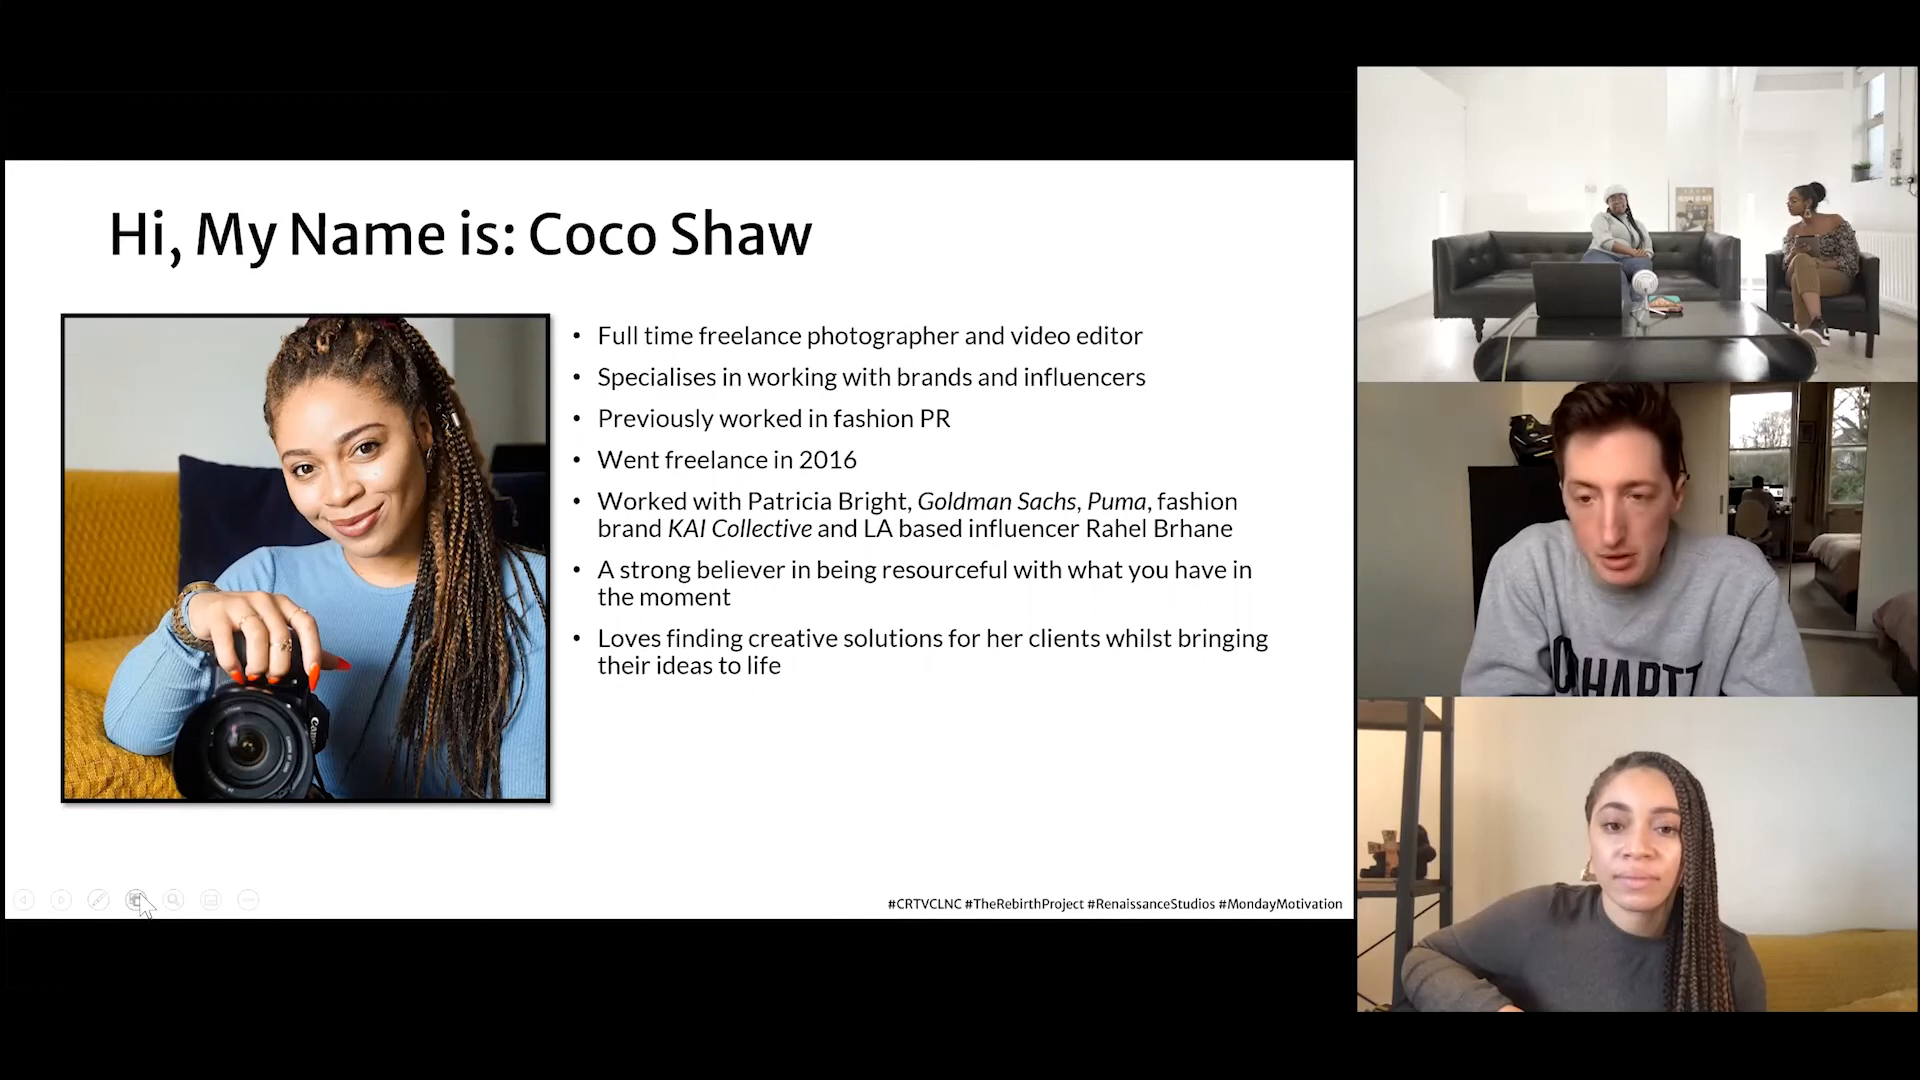 Hi, My Name is: Coco Shaw
• Full time freelance photographer and video editor
• Specialises in working with brands and influencers
• Previously worked in fashion PR
• Went freelance in 2016
• Worked with Patricia Bright, Goldman Sachs, Puma, fashion
brand KAI Collective and LA based influencer Rahel Brhane
• A strong believer in being resourceful with what you have in
the moment
• Loves finding creative solutions for her clients whilst bringing
their ideas to life
Canon
#CRTVCLNC #TheRebirthProject #RenaissanceStudios #MondayMotivation